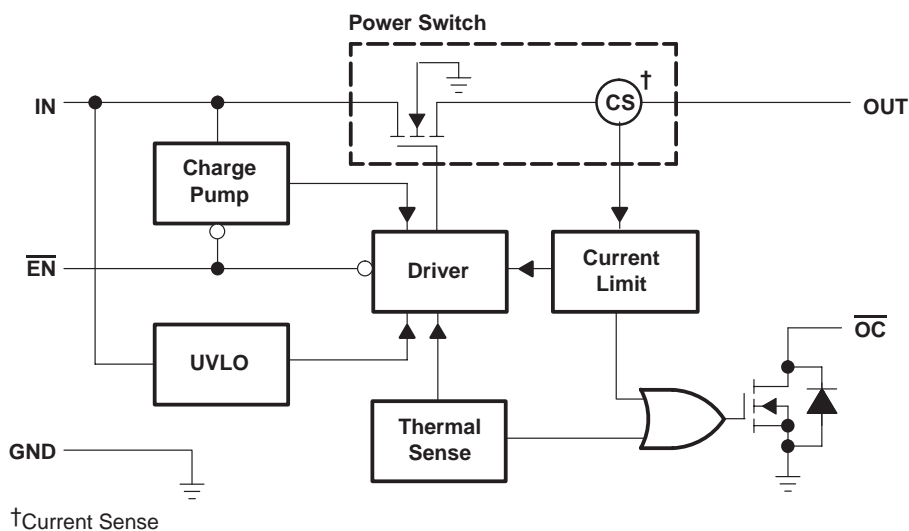 Power Switch
†
IN
CS
OUT
Charge
Pump
EN
Driver
Current
Limit
OC
UVLO
Thermal
Sense
GND
†Current Sense